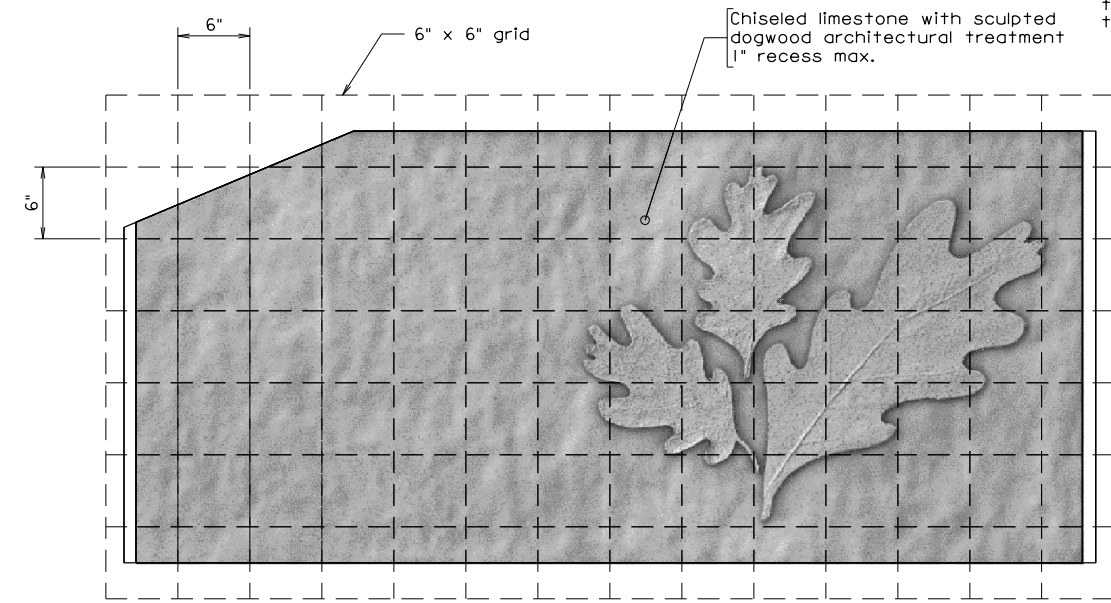 6"
6" x 6" grid
Chiseled limestone with sculpted
dogwood architectural treatment
1" recess max.
6"